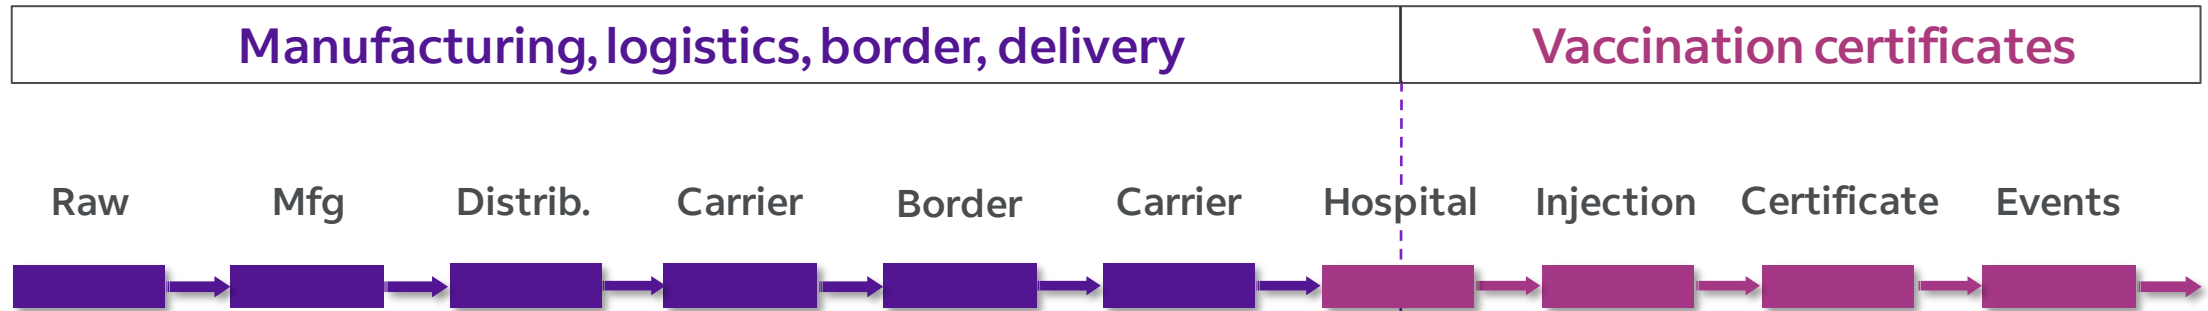 Manufacturing, logistics, border, delivery
Vaccination certificates
Raw
Mfg
Distrib.
Carrier
Border
Carrier
Hospital
Injection
Certificate
Events